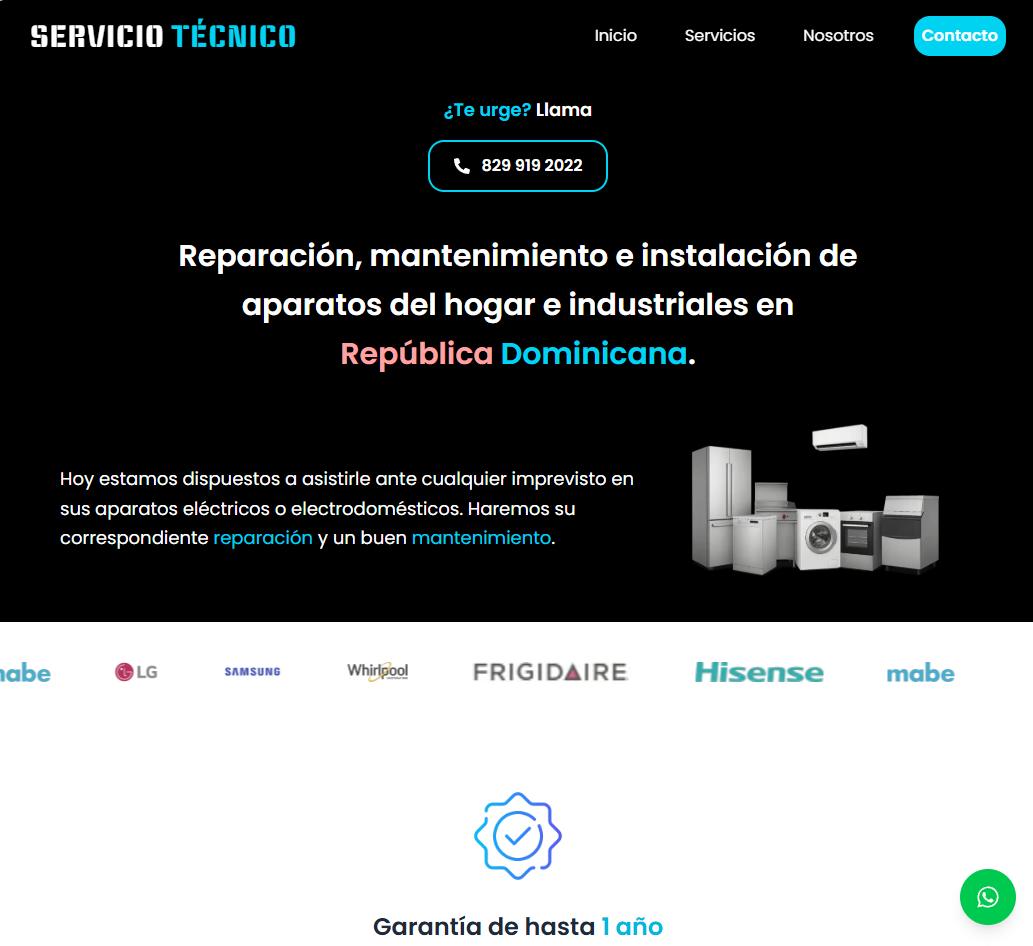 SERVICIO TÉCNICO
Inicio
Servicios
Nosotros
Contacto
¿Te urge? Llama
829 919 2022
Reparación, mantenimiento e instalación de
aparatos del hogar e industriales en
República Dominicana.
Hoy estamos dispuestos a asistirle ante cualquier imprevisto en
sus aparatos eléctricos o electrodomésticos. Haremos su
correspondiente reparación y un buen mantenimiento.
abe LG SAMSUNG Whirlpool FRIGIDAIRE Hisense mabe
Garantía de hasta 1 año